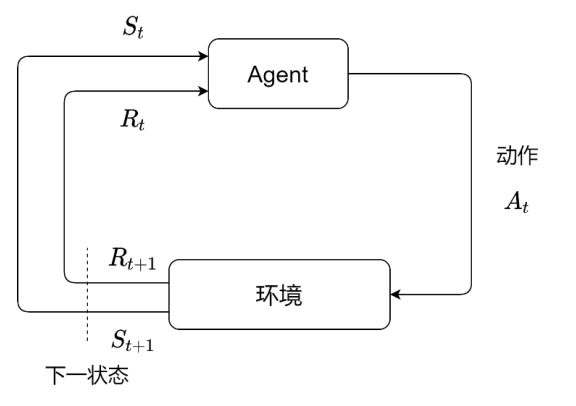 $S_t$
Agent
$R_t$
动作
$A_t$
$R_{t+1}$
环境
$S_{t+1}$
下一状态